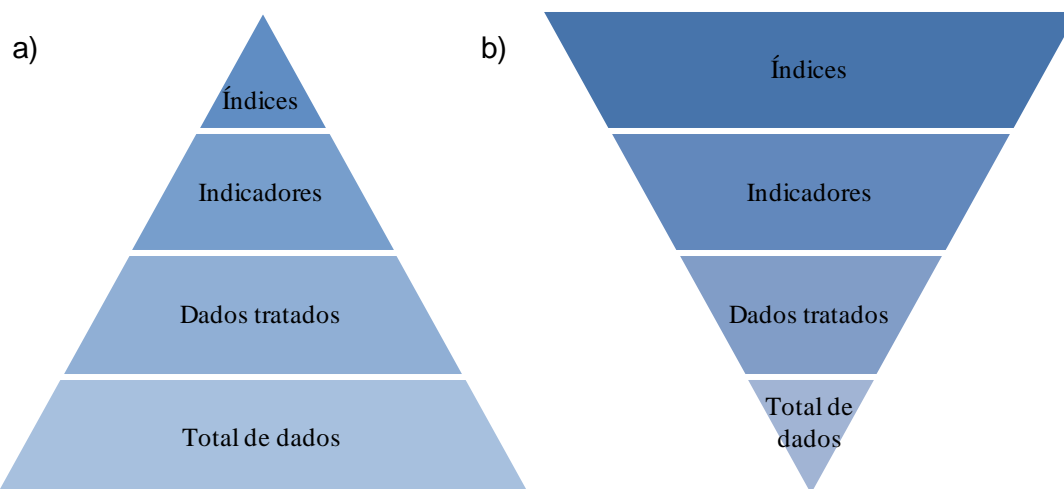 a)
Índices
Indicadores
Dados tratados
Total de dados
b)
Índices
Indicadores
Dados tratados
Total de
dados